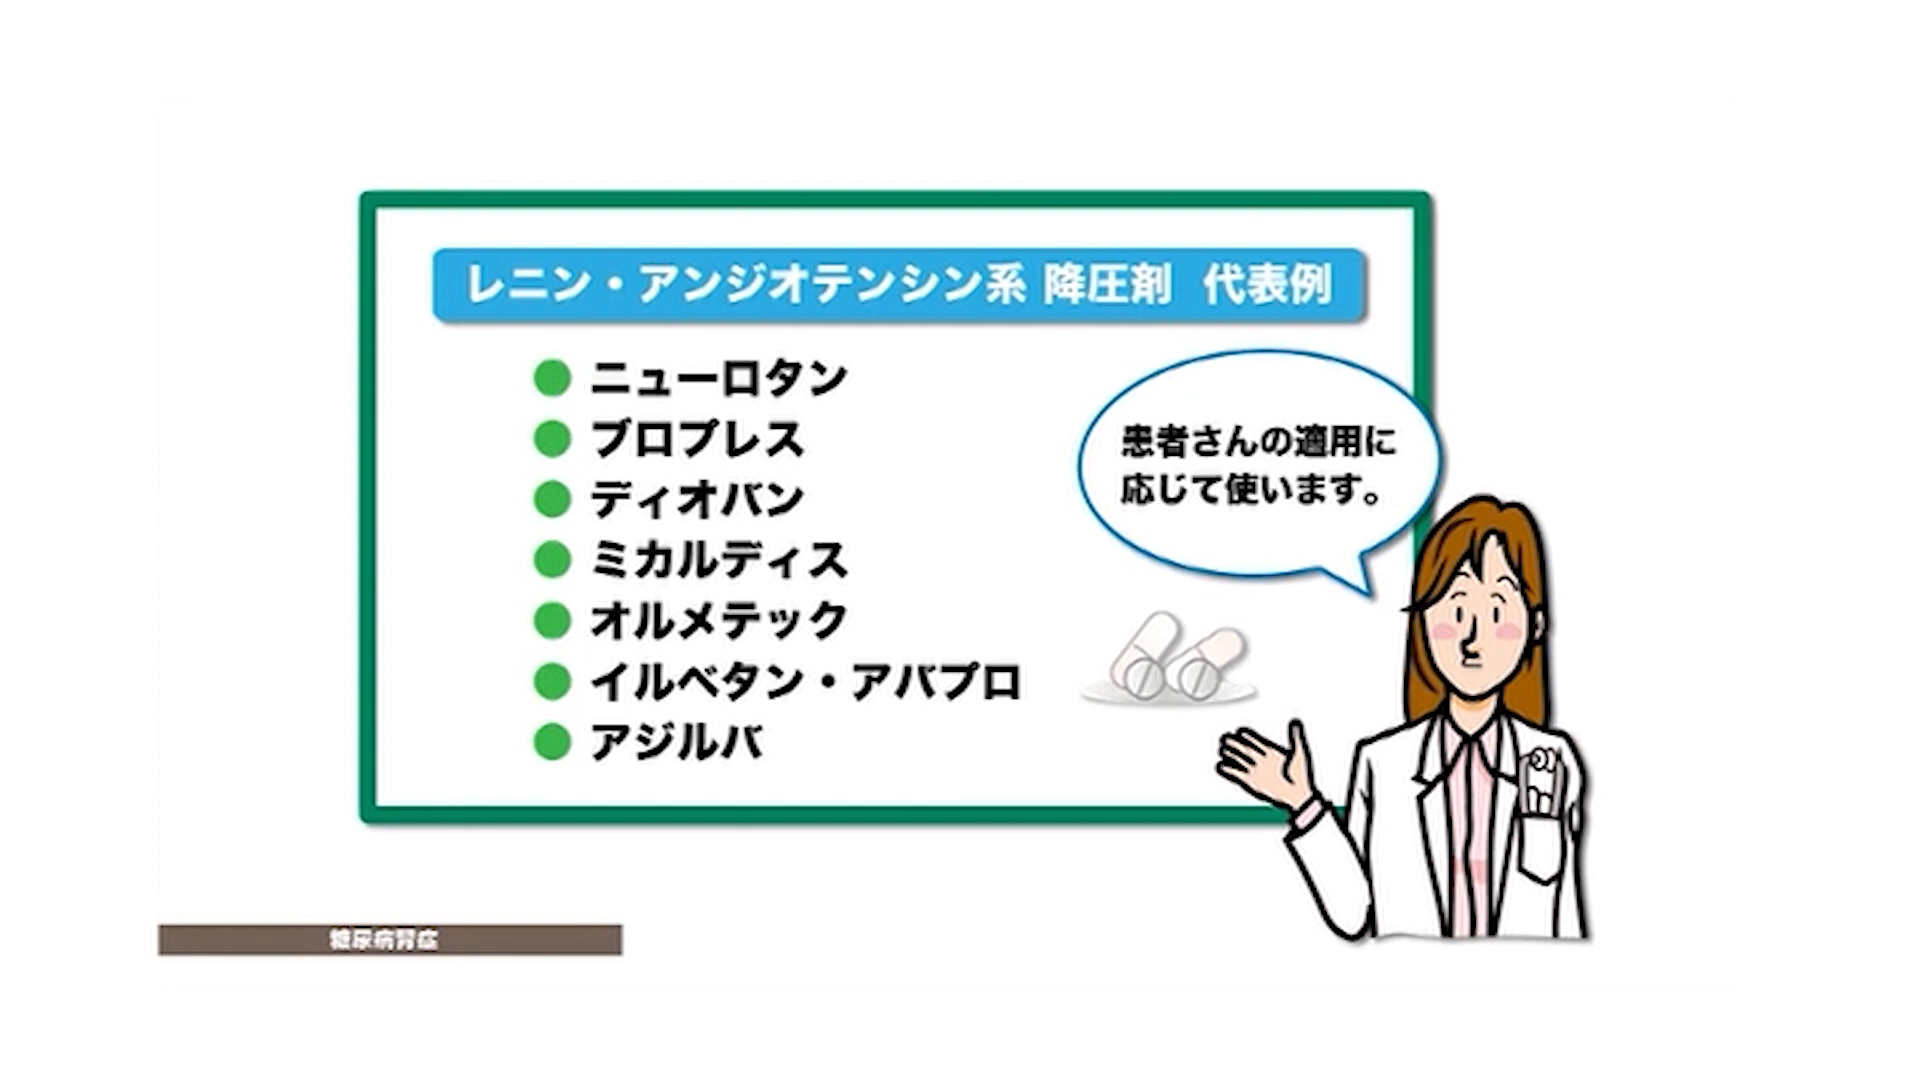 レニン・アンジオテンシン系 降圧剤 代表例
ニューロタン
ブロプレス
ディオバン
ミカルディス
オルメテック
イルベタン・アバプロ
アジルバ
患者さんの適用に
応じて使います。
糖尿病腎症